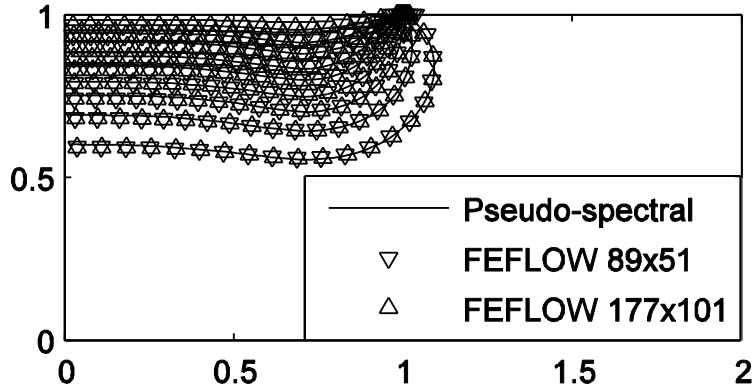 1
0.5
0
Pseudo-spectral
FEFLOW 89x51
FEFLOW 177x101
0 0.5 1 1.5 2